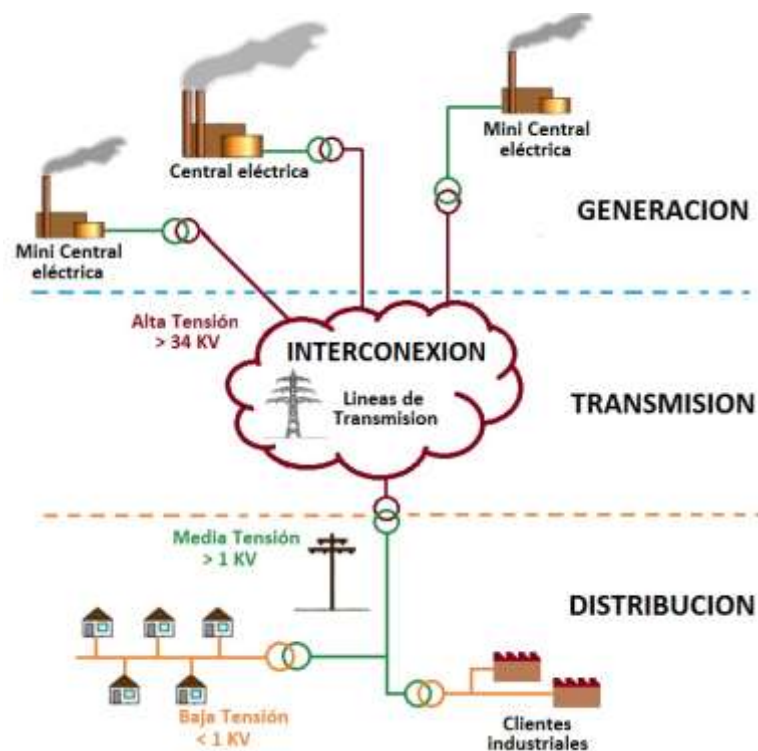 Mini Central
eléctrica
Central eléctrica
Mini Central
eléctrica
GENERACION
Alta Tensión
> 34 KV
INTERCONEXION
Lineas de
Transmision
TRANSMISION
Media Tensión
> 1 KV
DISTRIBUCION
Baja Tensión
< 1 KV
Clientes
industriales